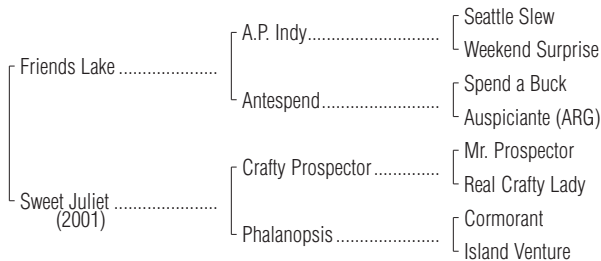 Seattle Slew
A.P. Indy
Weekend Surprise
Friends Lake
Spend a Buck
Antespend
Auspiciante (ARG)
Mr. Prospector
Crafty Prospector
Real Crafty Lady
Sweet Juliet
(2001)
Cormorant
Phalanopsis
Island Venture